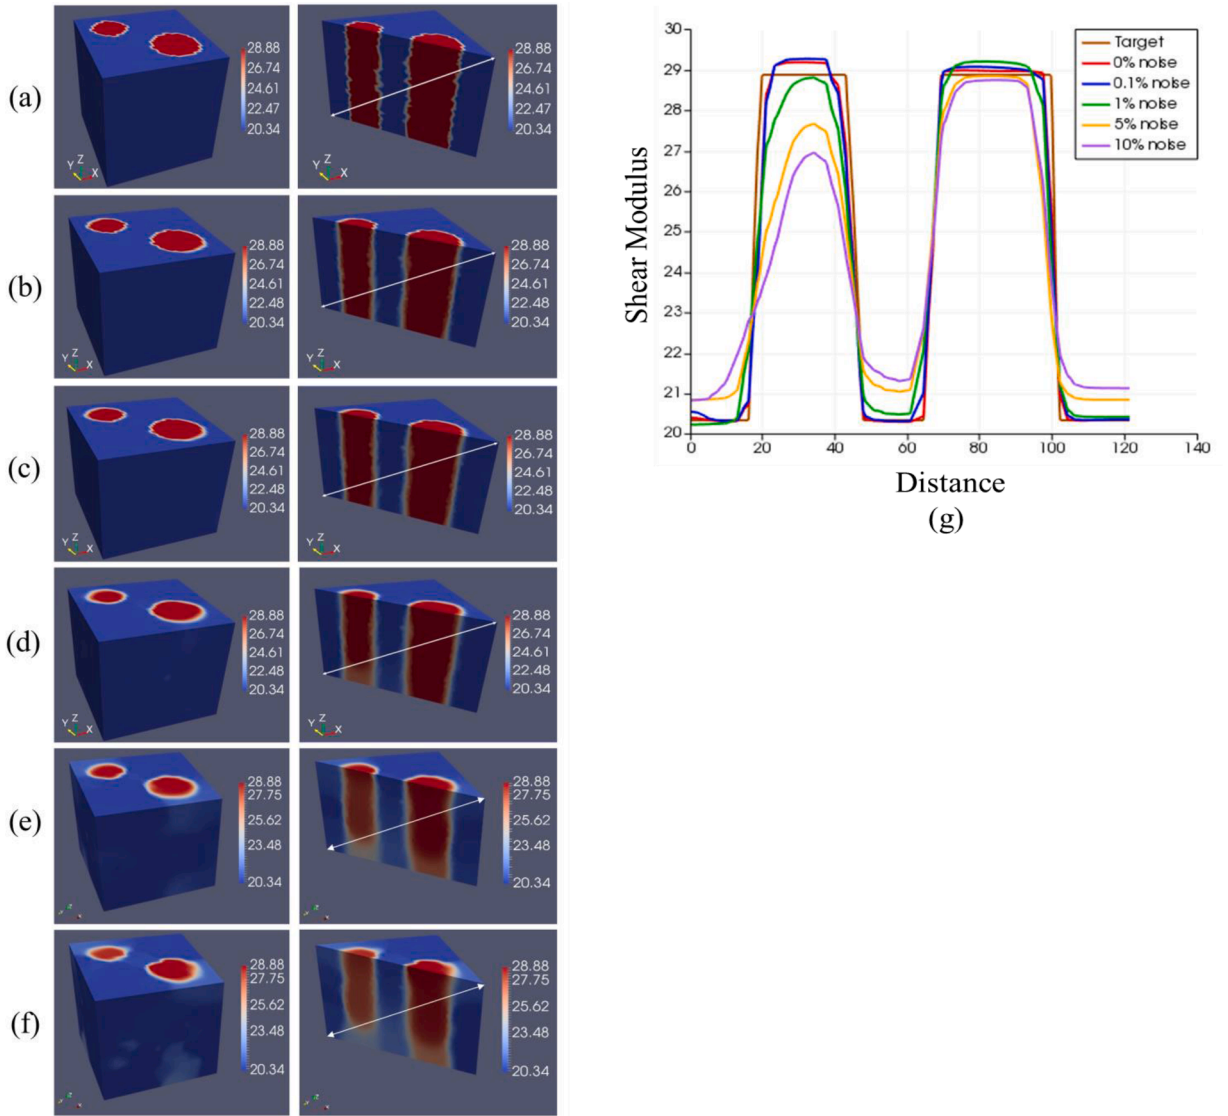 (a)
28.88
26.74
24.61
22.47
20.34
Y Z X
28.88
26.74
24.61
22.47
20.34
Y Z X
(b)
28.88
26.74
24.61
22.48
20.34
Y Z X
28.88
26.74
24.61
22.48
20.34
Y Z X
(c)
28.88
26.74
24.61
22.48
20.34
Y Z X
28.88
26.74
24.61
22.48
20.34
Y Z X
(d)
28.88
26.74
24.61
22.48
20.34
Y Z X
28.88
26.74
24.61
22.48
20.34
Y Z X
(e)
28.88
27.75
25.62
23.48
20.34
28.88
27.75
25.62
23.48
20.34
(f)
28.88
27.75
25.62
23.48
20.34
28.88
27.75
25.62
23.48
20.34
Shear Modulus
30
29
28
27
26
25
24
23
22
21
20
0 20 40 60 80 100 120 140
Target
0% noise
0.1% noise
1% noise
5% noise
10% noise
Distance
(g)